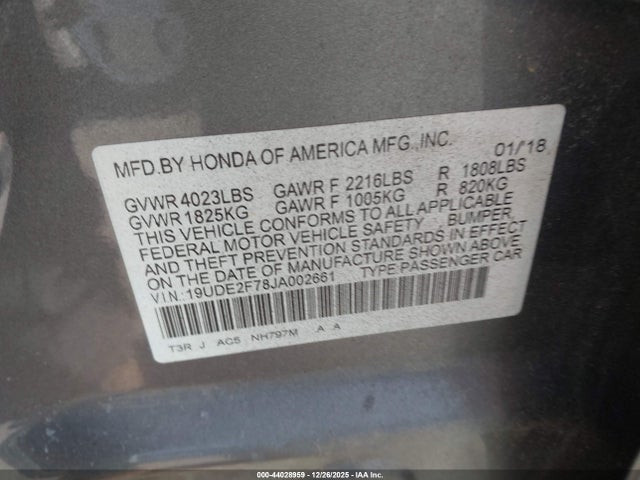 MFD.BY HONDA OF AMERICA MFG.,INC. 01/'18
GVWR 4023LBS GAWR F 2216LBS R 1808LBS
GVWR 1825KG GAWR F 1005KG R 820KG
THIS VEHICLE CONFORMS TO ALL APPLICABLE
FEDERAL MOTOR VEHICLE SAFETY BUMPER
AND THEFT PREVENTION STANDARDS IN EFFECT
ON THE DATE OF MANUFACTURE SHOWN ABOVE
VIN.:19UDE2F78JA002661 TYPE PASSENGER CAR
T3R J AC5 NH797M A A
000-44028959 | 12/26/2025 | IAA Inc.